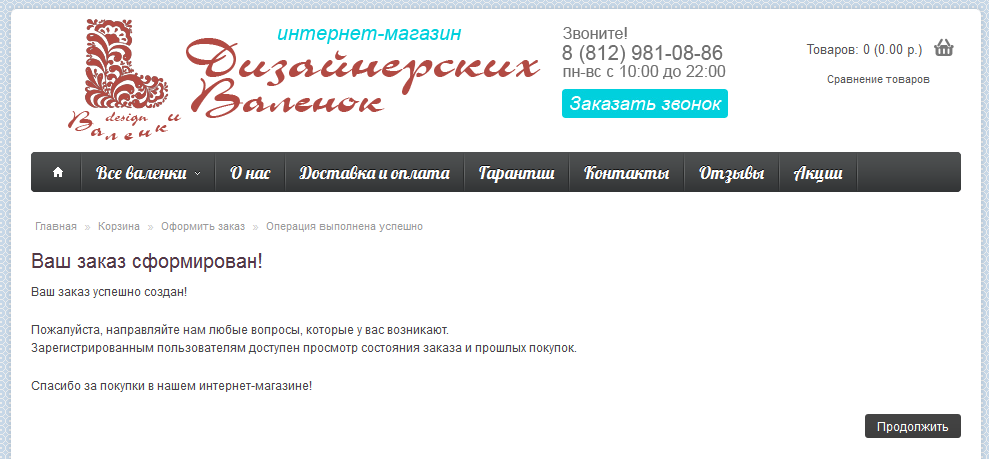 интернет-магазин
Дизайнерских
Валенок
design
Валенки
Звоните!
8 (812) 981-08-86
пн-вс с 10:00 до 22:00
Заказать звонок
Товаров: 0 (0.00 р.)
Сравнение товаров
Все валенки О нас Доставка и оплата Гарантии Контакты Отзывы Акции
Главная » Корзина » Оформить заказ » Операция выполнена успешно
Ваш заказ сформирован!
Ваш заказ успешно создан!
Пожалуйста, направляйте нам любые вопросы, которые у вас возникают.
Зарегистрированным пользователям доступен просмотр состояния заказа и прошлых покупок.
Спасибо за покупки в нашем интернет-магазине!
Продолжить